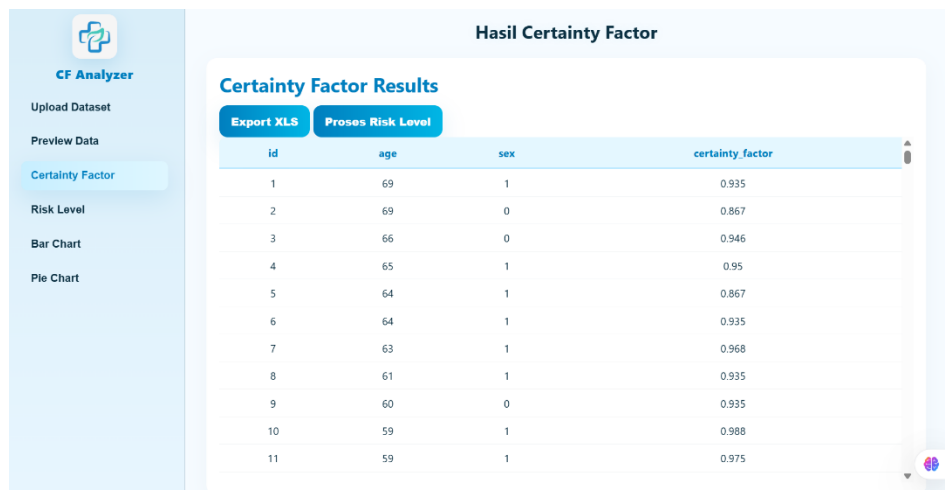 CF Analyzer
Upload Dataset
Preview Data
Certainty Factor
Risk Level
Bar Chart
Pie Chart
Hasil Certainty Factor
Certainty Factor Results
Export XLS Proses Risk Level
id age sex certainty_factor
1 69 1 0.935
2 69 0 0.867
3 66 0 0.946
4 65 1 0.95
5 64 1 0.867
6 64 1 0.935
7 63 1 0.968
8 61 1 0.935
9 60 0 0.935
10 59 1 0.988
11 59 1 0.975